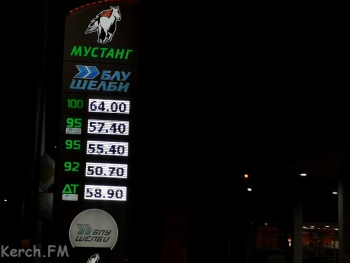 МУСТАНГ
БЛУ
ШЕЛБИ
100 64.00
95 57.40
95 55.40
92 50.70
ДТ 58.90
БЛУ
ШЕЛБИ
Kerch.FM